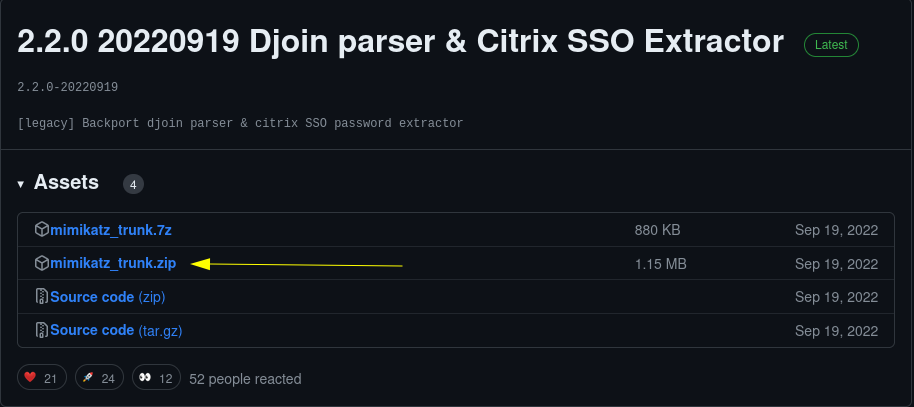 2.2.0 20220919 Djoin parser & Citrix SSO Extractor Latest
2.2.0-20220919
[legacy] Backport djoin parser & citrix SSO password extractor
Assets 4
mimikatz_trunk.7z 880 KB Sep 19, 2022
mimikatz_trunk.zip 1.15 MB Sep 19, 2022
Source code (zip) Sep 19, 2022
Source code (tar.gz) Sep 19, 2022
21 24 12 52 people reacted